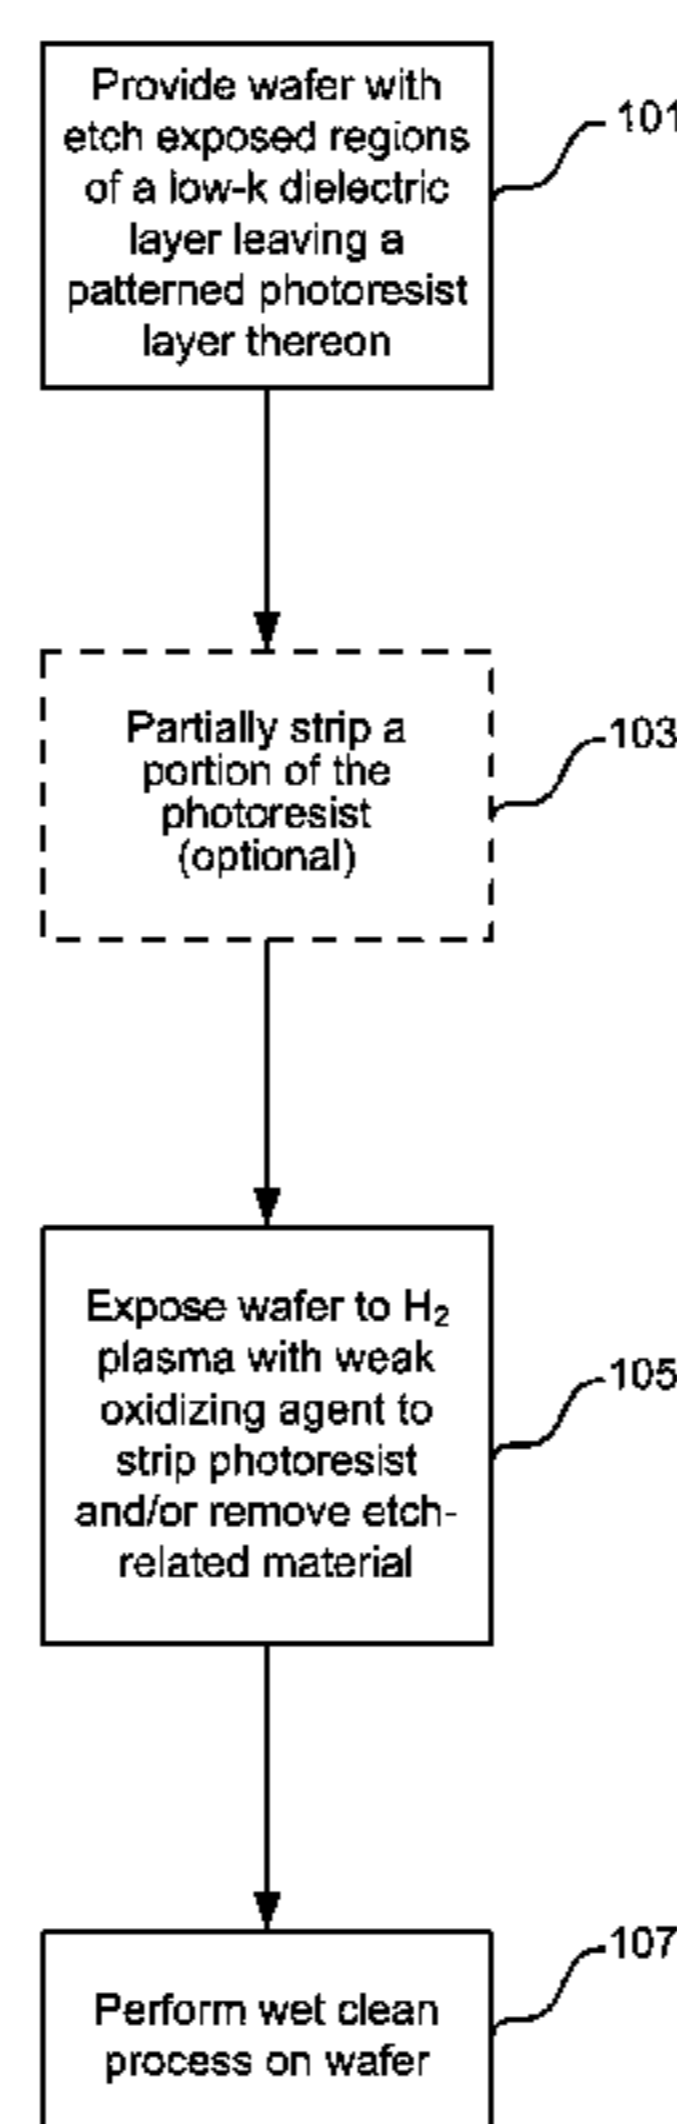 Provide wafer with
etch exposed regions
of a low-k dielectric
layer leaving a
patterned photoresist
layer thereon
101
Partially strip a
portion of the
photoresist
(optional)
103
Expose wafer to H₂
plasma with weak
oxidizing agent to
strip photoresist
and/or remove etch-
related material
105
Perform wet clean
process on wafer
107